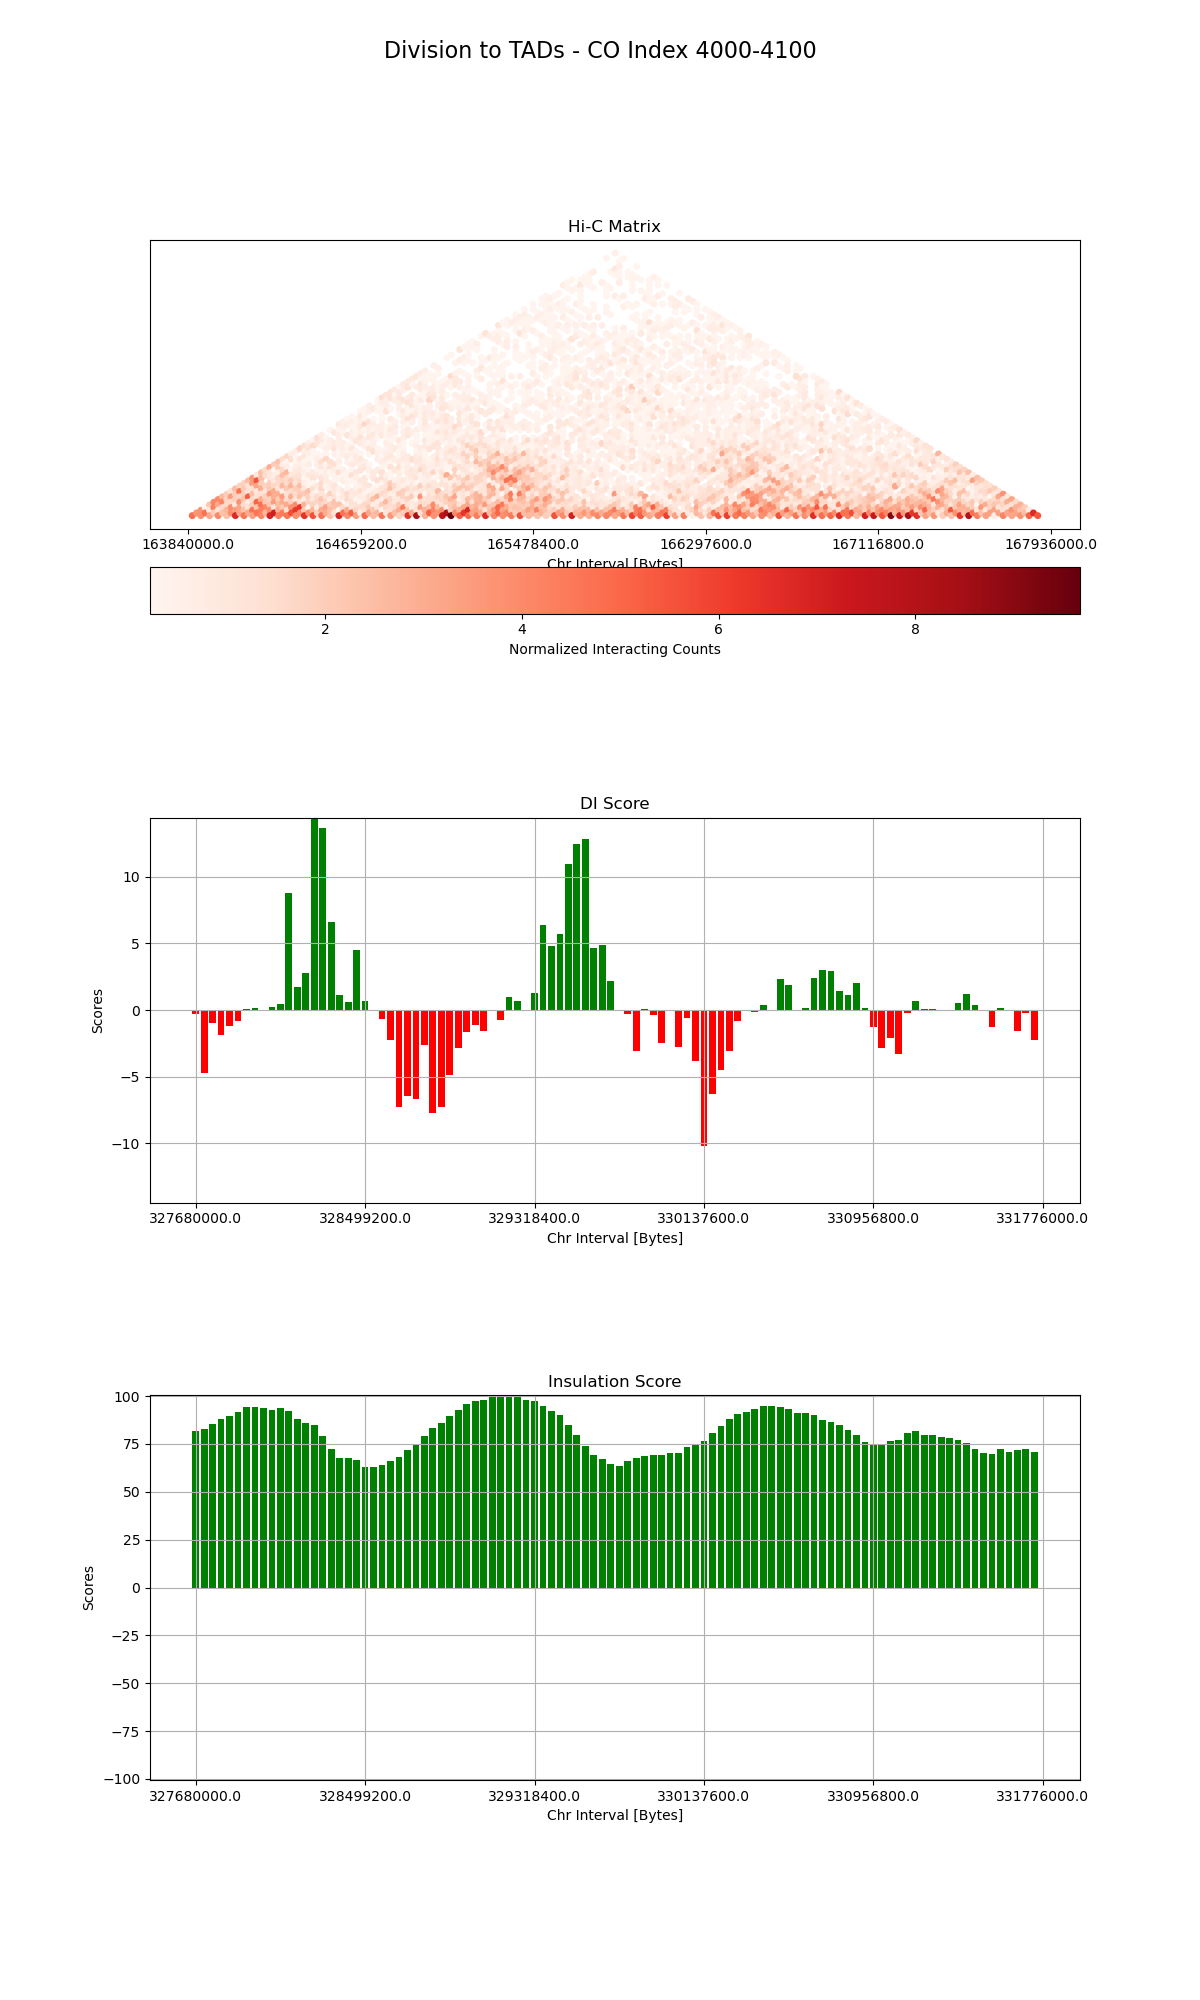 Division to TADs - CO Index 4000-4100
Hi-C Matrix
163840000.0 164659200.0 165478400.0 166297600.0 167116800.0 167936000.0
Chr Interval [Bytes]
2 4 6 8
Normalized Interacting Counts
DI Score
10
5
0
−5
−10
Scores
327680000.0 328499200.0 329318400.0 330137600.0 330956800.0 331776000.0
Chr Interval [Bytes]
Insulation Score
100
75
50
25
0
−25
−50
−75
−100
Scores
327680000.0 328499200.0 329318400.0 330137600.0 330956800.0 331776000.0
Chr Interval [Bytes]